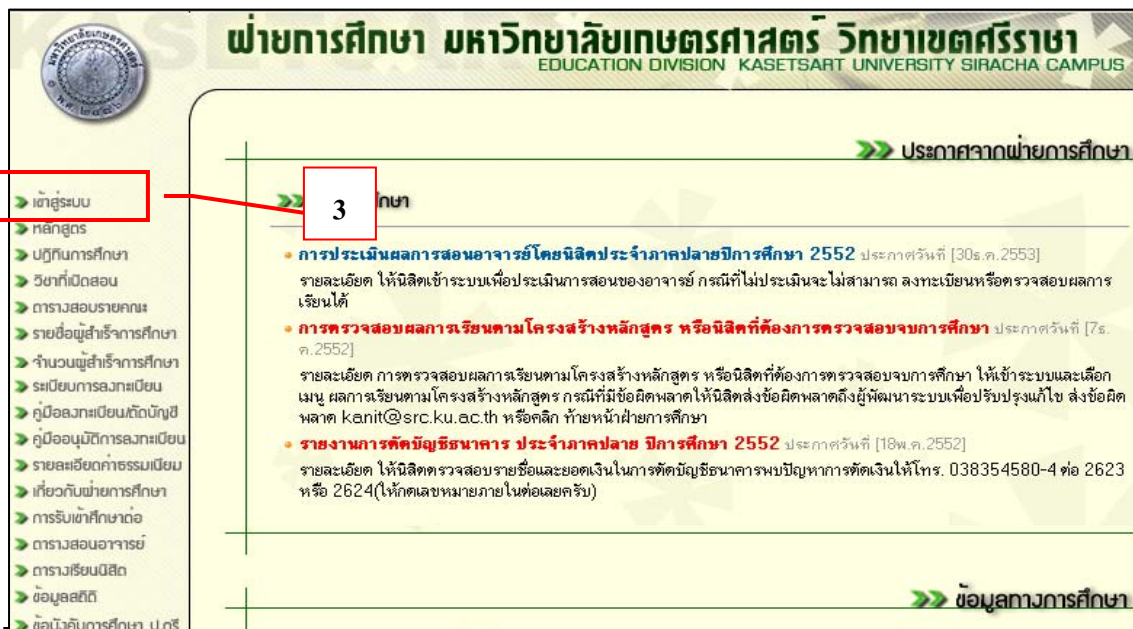 ฝ่ายการศึกษา มหาวิทยาลัยเกษตรศาสตร์ วิทยาเขตศรีราชา
EDUCATION DIVISION KASETSART UNIVERSITY SIRACHA CAMPUS
ประกาศจากฝ่ายการศึกษา
3
เข้าสู่ระบบ
หลักสูตร
ปฏิทินการศึกษา
วิชาที่เปิดสอน
ตารางสอบรายคณะ
รายชื่อผู้สำเร็จการศึกษา
จำนวนผู้สำเร็จการศึกษา
ระเบียบการลงทะเบียน
คู่มือลงทะเบียน/ตัดบัญชี
คู่มืออนุมัติการลงทะเบียน
รายละเอียดค่าธรรมเนียม
เกี่ยวกับฝ่ายการศึกษา
การรับเข้าศึกษาต่อ
ตารางสอนอาจารย์
ตารางเรียนนิสิต
ข้อมูลสถิติ
ข้อบังคับการศึกษา ป.ตรี
การประเมินผลการสอนอาจารย์โดยนิสิตประจำภาคปลายปีการศึกษา 2552 ประกาศวันที่ [30ธ.ค.2553]
รายละเอียด ให้นิสิตเข้าระบบเพื่อประเมินการสอนของอาจารย์ กรณีที่ไม่ประเมินจะไม่สามารถ ลงทะเบียนหรือตรวจสอบผลการ
เรียนได้
การตรวจสอบผลการเรียนตามโครงสร้างหลักสูตร หรือนิสิตที่ต้องการตรวจสอบจบการศึกษา ประกาศวันที่ [7ธ.
ค.2552]
รายละเอียด การตรวจสอบผลการเรียนตามโครงสร้างหลักสูตร หรือนิสิตที่ต้องการตรวจสอบจบการศึกษา ให้เข้าระบบและเลือก
เมนู ผลการเรียนตามโครงสร้างหลักสูตร กรณีที่มีข้อผิดพลาดให้นิสิตส่งข้อผิดพลาดถึงผู้พัฒนาระบบเพื่อปรับปรุงแก้ไข ส่งข้อผิด
พลาด kanit@src.ku.ac.th หรือคลิก ท้ายหน้าฝ่ายการศึกษา
รายงานการตัดบัญชีธนาคาร ประจำภาคปลาย ปีการศึกษา 2552 ประกาศวันที่ [18พ.ค.2552]
รายละเอียด ให้นิสิตตรวจสอบรายชื่อและยอดเงินในการตัดบัญชีธนาคารพบปัญหาการตัดเงินให้โทร. 038354580-4 ต่อ 2623
หรือ 2624(ให้กดเลขหมายภายในต่อเลยครับ)
ข้อมูลทางการศึกษา